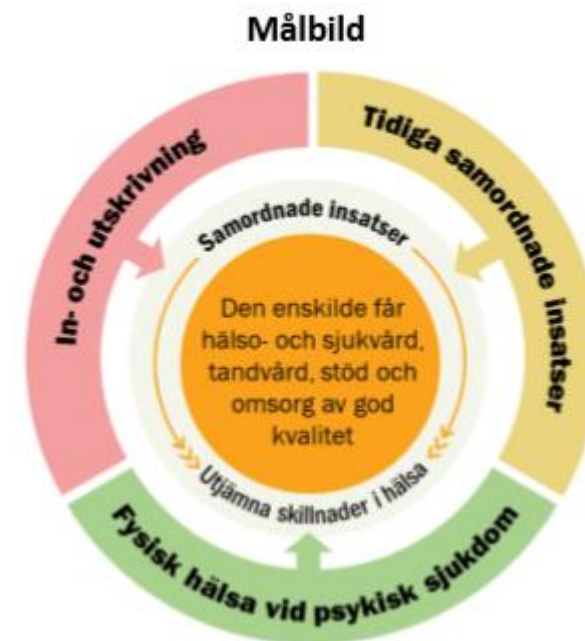 Målbild
In- och utskrivning
Tidiga samordnade insatser
Samordnade insatser
Den enskilde får
hälso- och sjukvård,
tandvård, stöd och
omsorg av god
kvalitet
Utjämna skillnader i hälsa
Fysisk hälsa vid psykisk sjukdom